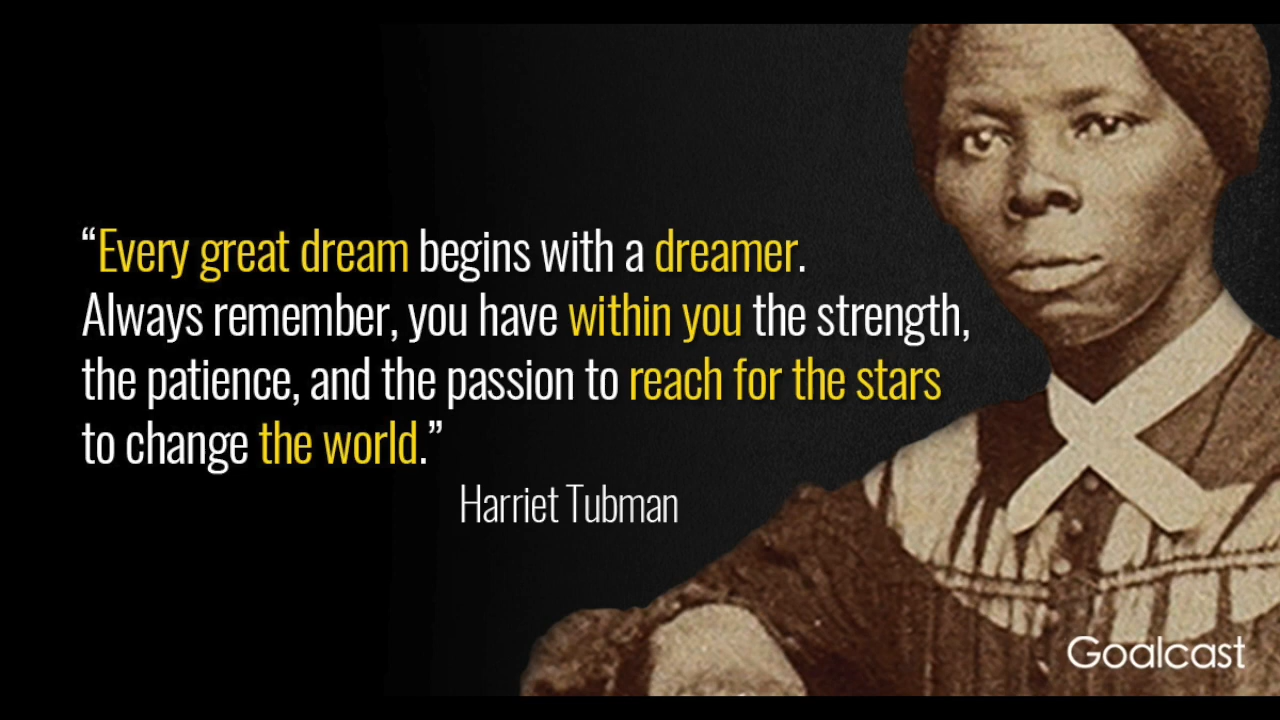 “Every great dream begins with a dreamer.
Always remember, you have within you the strength,
the patience, and the passion to reach for the stars
to change the world.”
Harriet Tubman
Goalcast